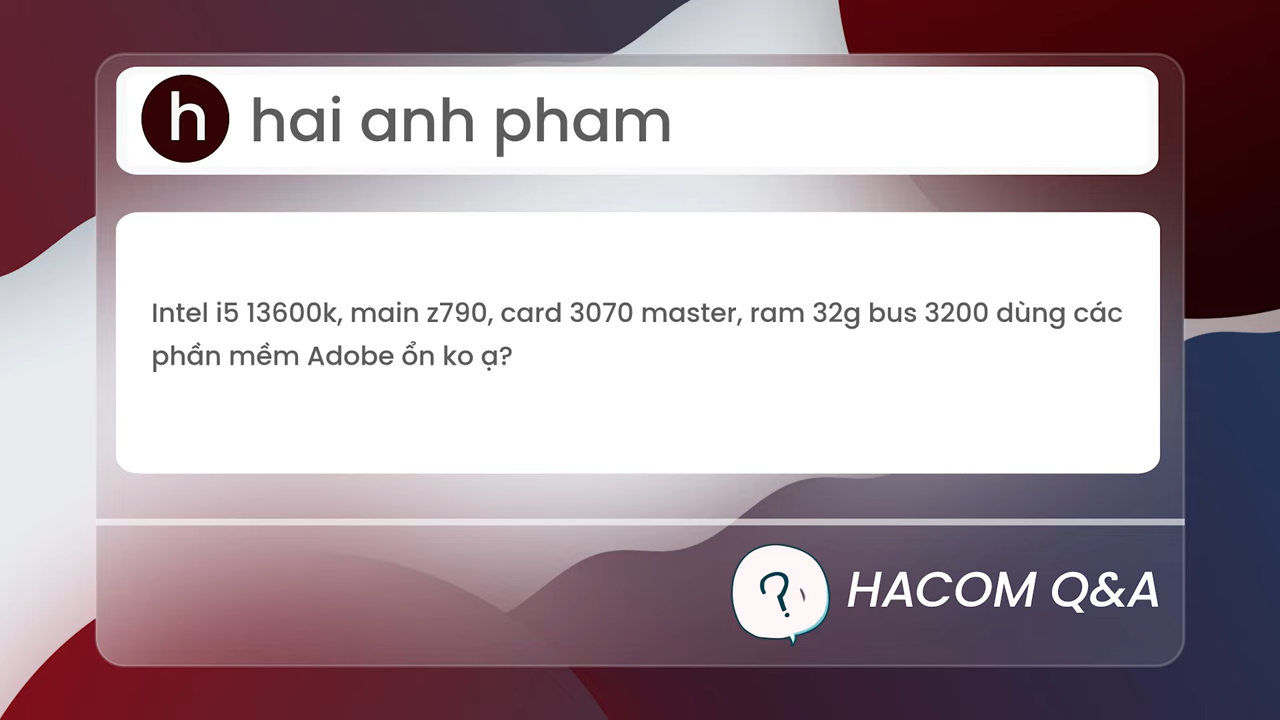 h hai anh pham
Intel i5 13600k, main z790, card 3070 master, ram 32g bus 3200 dùng các
phần mềm Adobe ổn ko ạ?
? HACOM Q&A